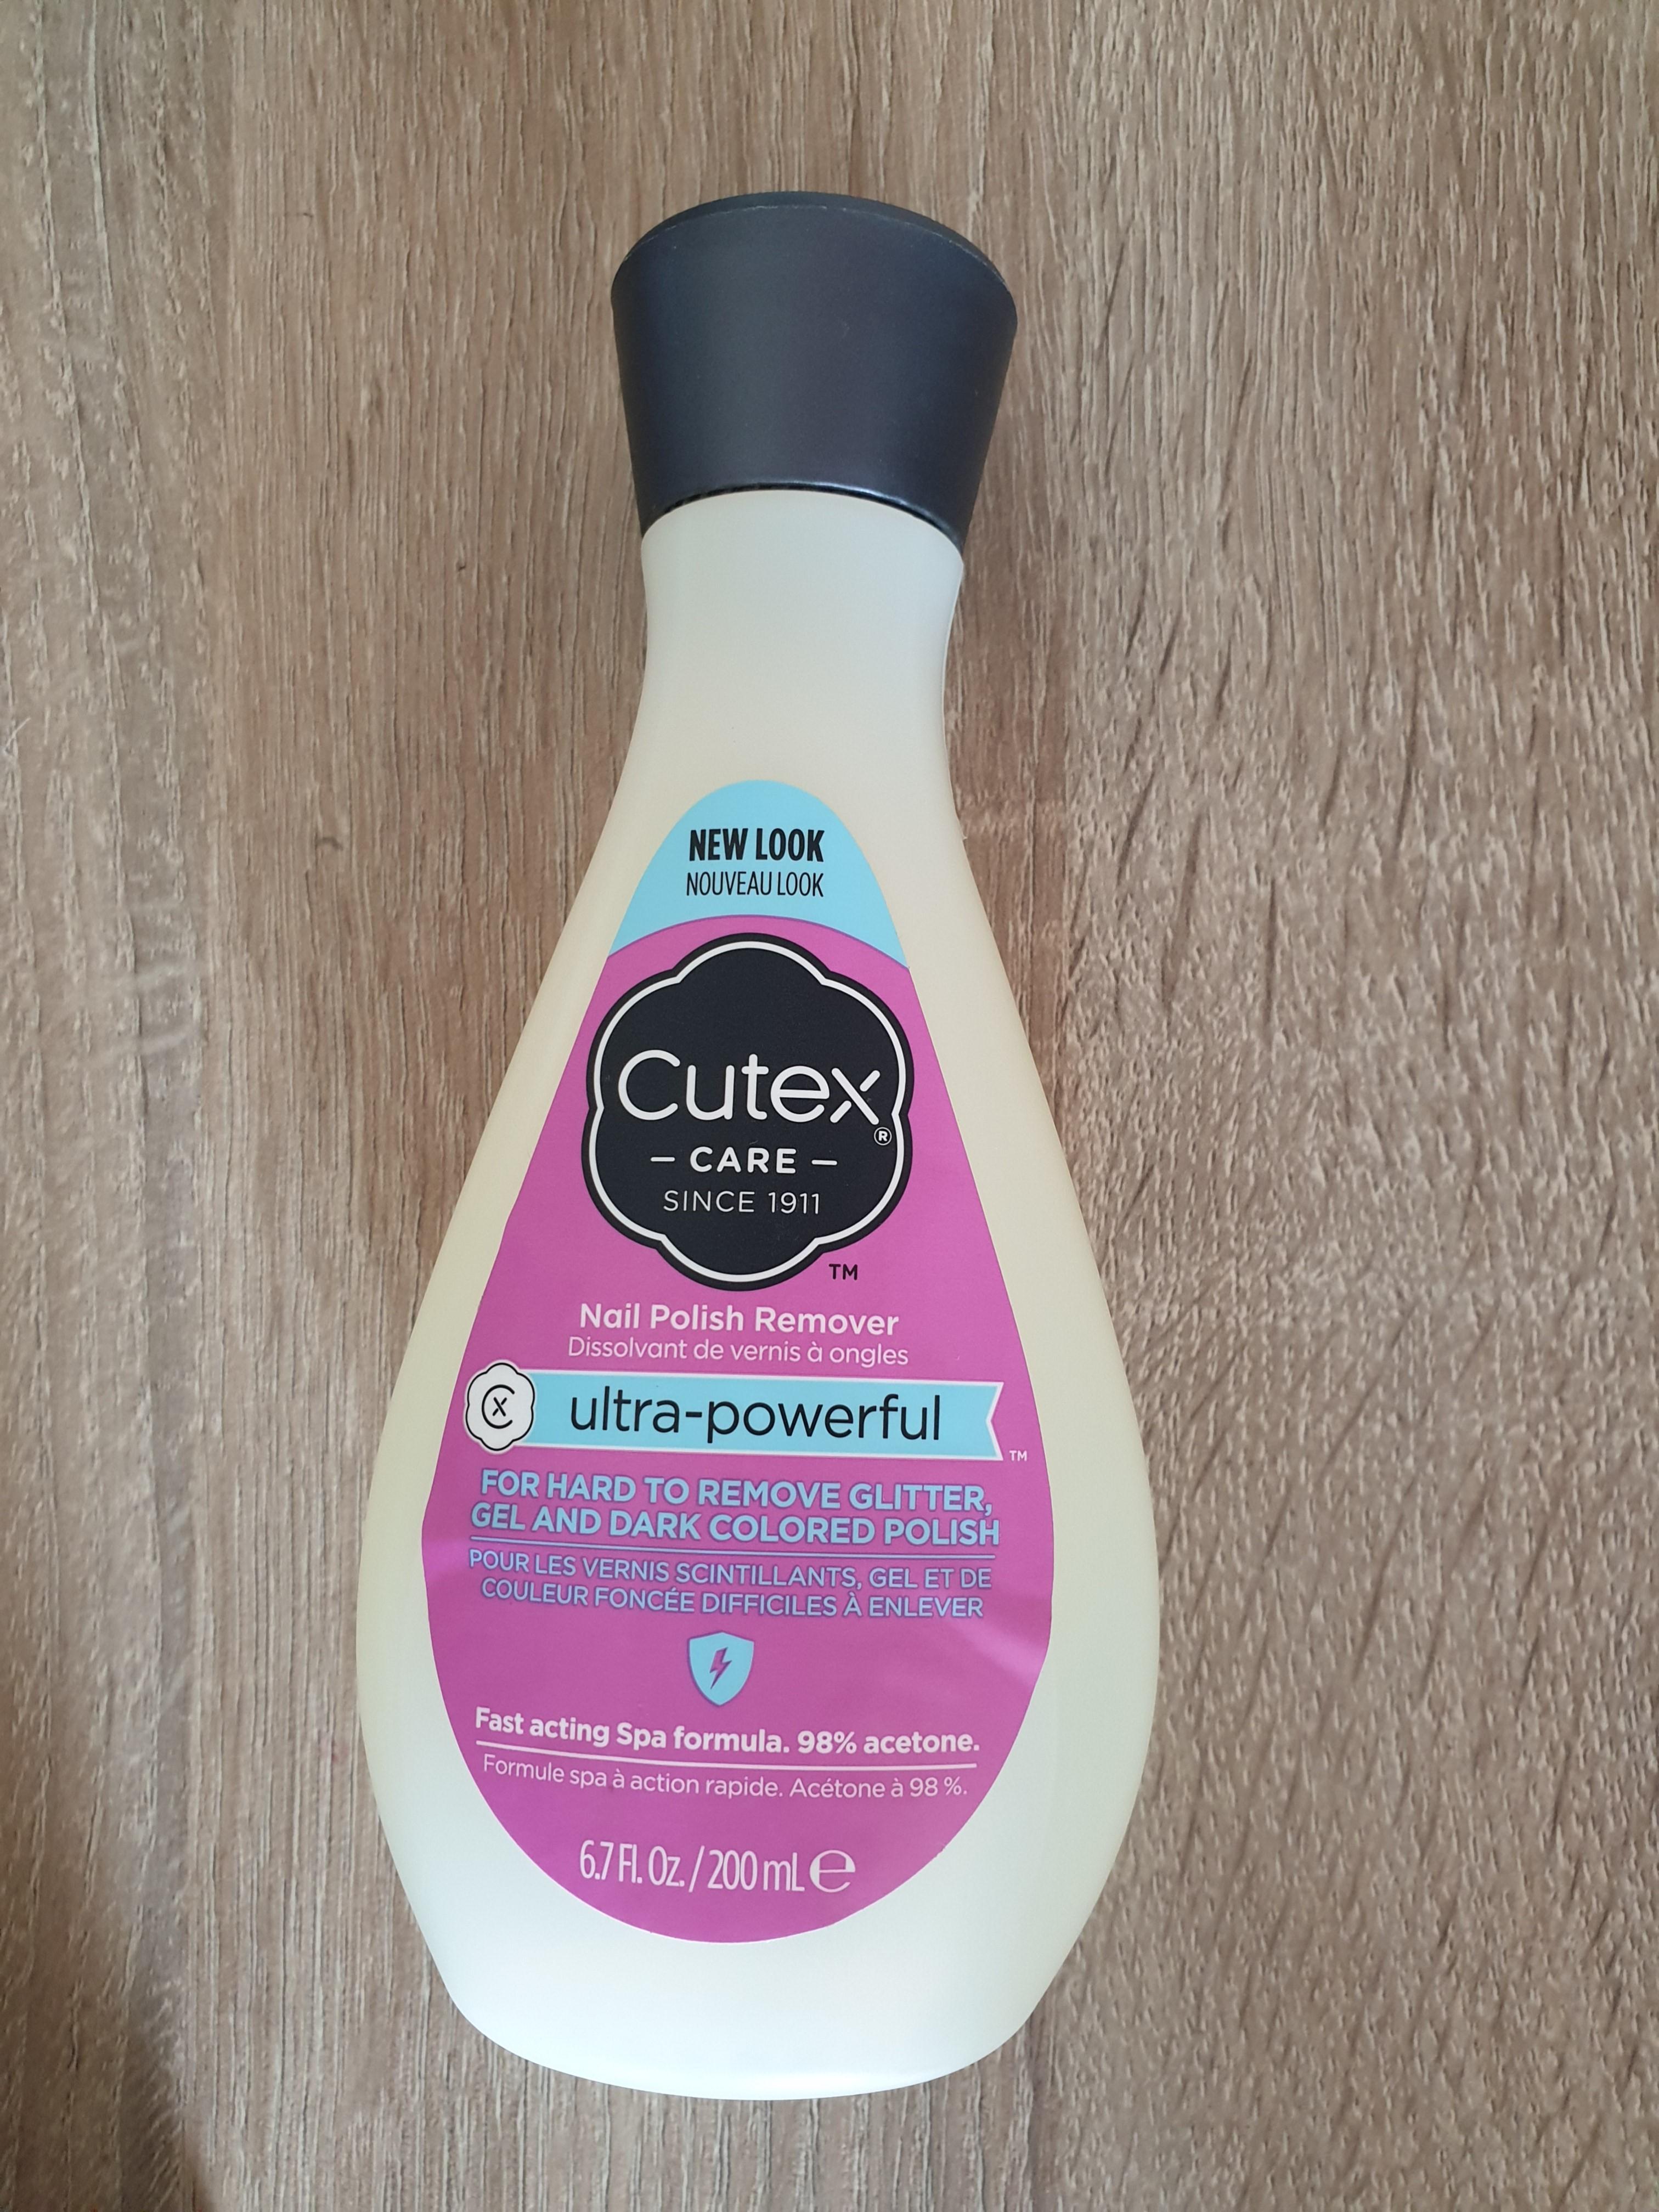 NEW LOOK
NOUVEAU LOOK
Cutex®
– CARE –
SINCE 1911
TM
Nail Polish Remover
Dissolvant de vernis à ongles
Cx ultra-powerful TM
FOR HARD TO REMOVE GLITTER,
GEL AND DARK COLORED POLISH
POUR LES VERNIS SCINTILLANTS, GEL ET DE
COULEUR FONCÉE DIFFICILES À ENLEVER
Fast acting Spa formula. 98% acetone.
Formule spa à action rapide. Acétone à 98 %.
6.7 Fl. Oz. / 200 mL ℮